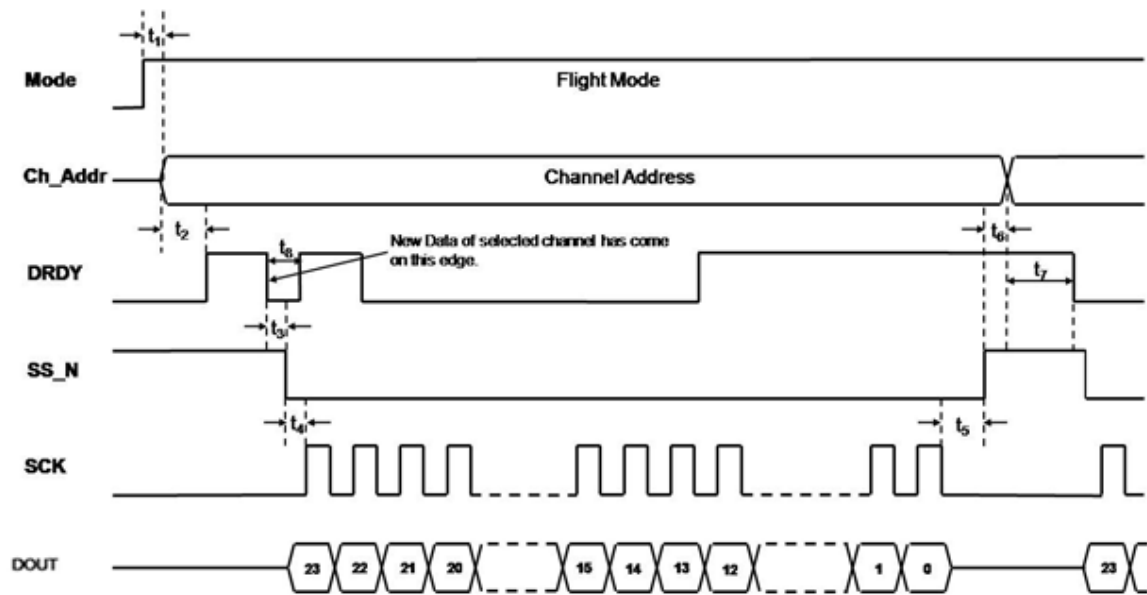 t1
Mode
Flight Mode
Ch_Addr
Channel Address
t2
t6
t8
New Data of selected channel has come
on this edge.
DRDY
t7
t3
SS_N
t4
t5
SCK
DOUT
23 22 21 20 15 14 13 12 1 0 23